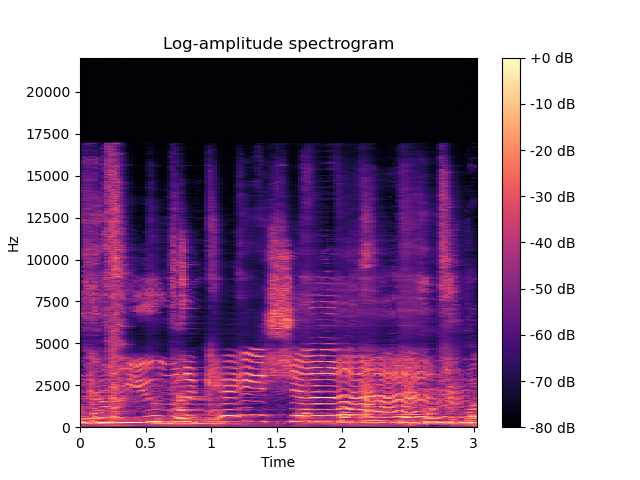 Log-amplitude spectrogram
Hz
20000
17500
15000
12500
10000
7500
5000
2500
0
0 0.5 1 1.5 2 2.5 3
Time
+0 dB
-10 dB
-20 dB
-30 dB
-40 dB
-50 dB
-60 dB
-70 dB
-80 dB